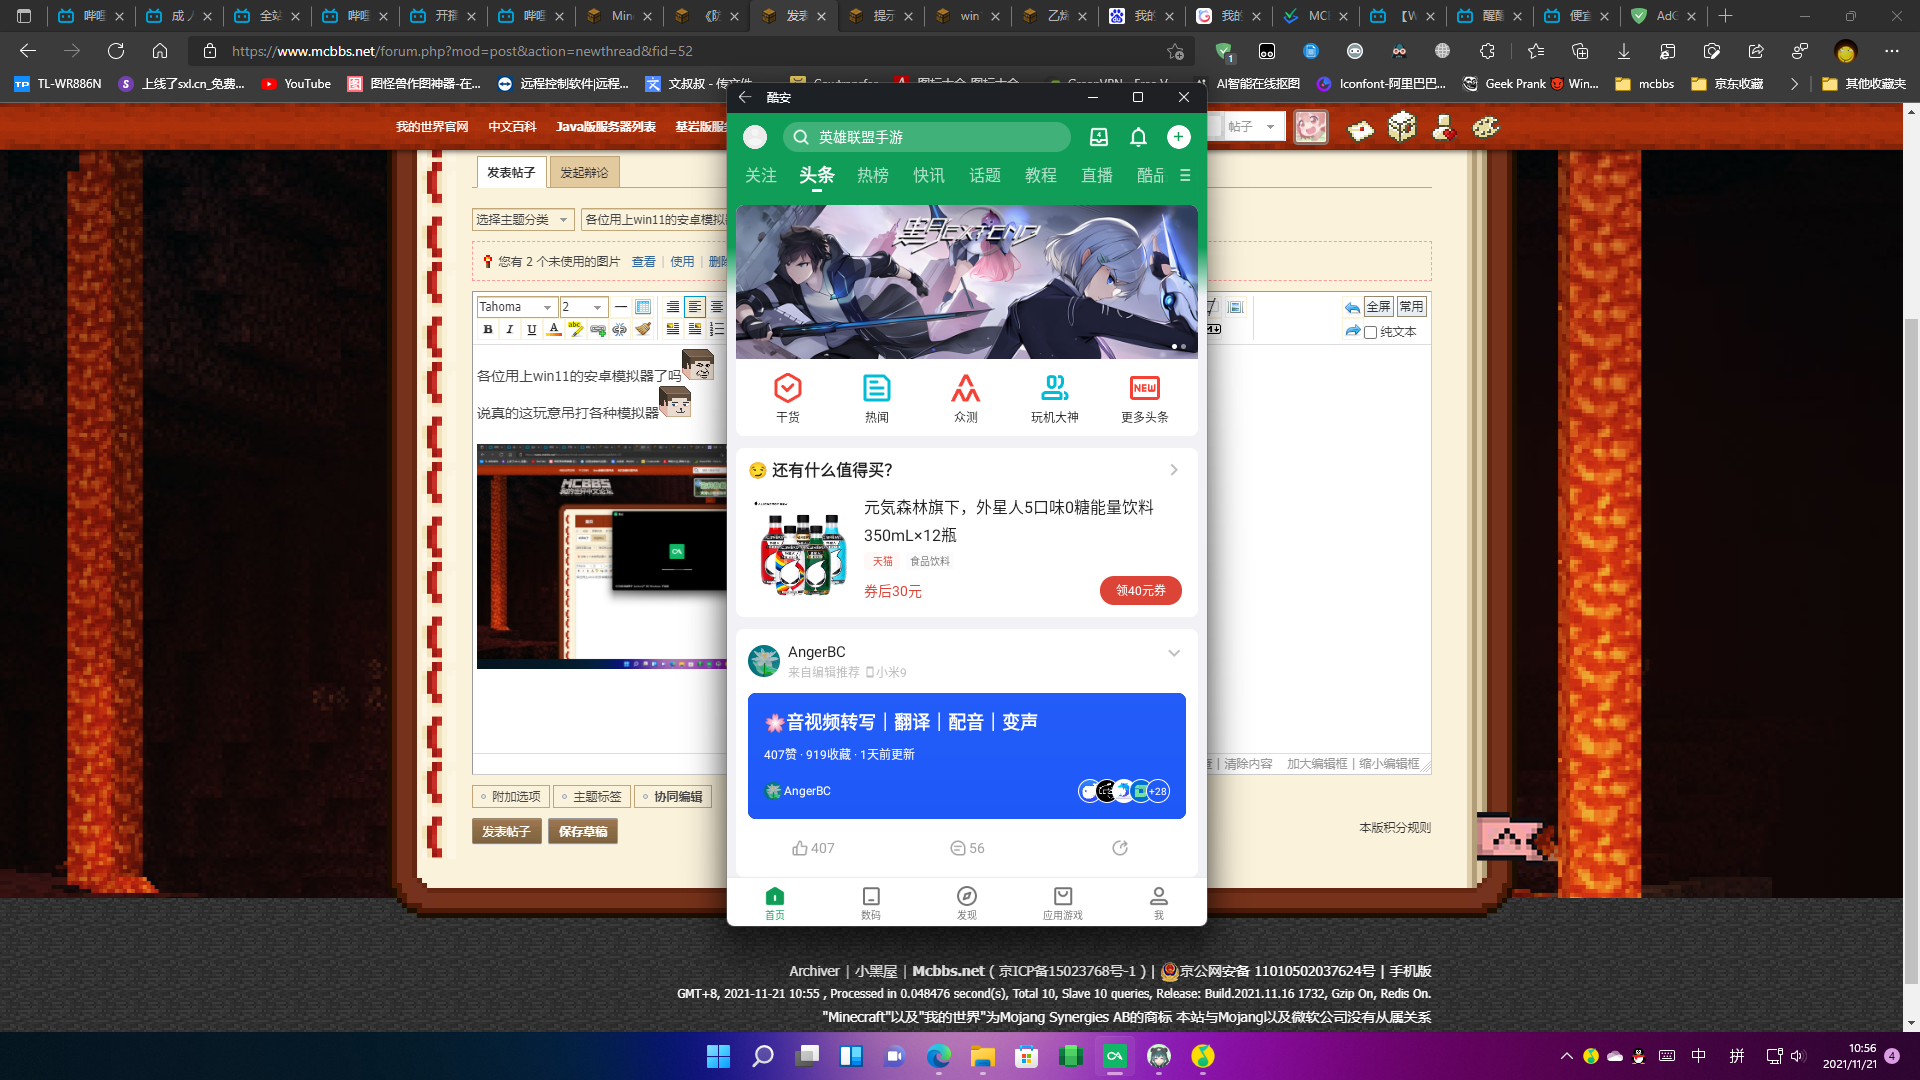 哔哩
成人
全站
哔哩
开播
哔哩
Min
《防
发表
提示
win
乙烷
我的
我的
MCI
【V
醒醒
便宜
AdG
https://www.mcbbs.net/forum.php?mod=post&action=newthread&fid=52
TL-WR886N
上线了sxl.cn_免费...
YouTube
图怪兽作图神器-在...
远程控制软件|远程...
文叔叔 - 传文件
AI智能在线抠图
Iconfont-阿里巴巴...
Geek Prank
Win...
mcbbs
京东收藏
其他收藏夹
酷安
我的世界官网 中文百科 Java版服务器列表 基岩版服务
帖子
英雄联盟手游
关注 头条 热榜 快讯 话题 教程 直播 酷品
发表帖子 发起辩论
选择主题分类
各位用上win11的安卓模拟器
您有 2 个未使用的图片 查看 | 使用 | 删除
黑月EXTEND
Tahoma
2
全屏 常用
纯文本
B I U A abc
各位用上win11的安卓模拟器了吗
说真的这玩意吊打各种模拟器
MCBBS
干货 热闻 众测 玩机大神 更多头条
NEW
还有什么值得买?
元気森林旗下，外星人5口味0糖能量饮料
350mL×12瓶
天猫 食品饮料
券后30元
领40元券
AngerBC
来自编辑推荐 小米9
音视频转写｜翻译｜配音｜变声
407赞 · 919收藏 · 1天前更新
AngerBC
+28
407
56
首页 数码 发现 应用游戏 我
查 | 清除内容 加大编辑框 | 缩小编辑框
附加选项 主题标签 协同编辑
发表帖子 保存草稿
本版积分规则
Archiver | 小黑屋 | Mcbbs.net ( 京ICP备15023768号-1 ) | 京公网安备 11010502037624号 | 手机版
GMT+8, 2021-11-21 10:55 , Processed in 0.048476 second(s), Total 10, Slave 10 queries, Release: Build.2021.11.16 1732, Gzip On, Redis On.
"Minecraft"以及"我的世界"为Mojang Synergies AB的商标 本站与Mojang以及微软公司没有从属关系
中
拼
10:56
2021/11/21
4